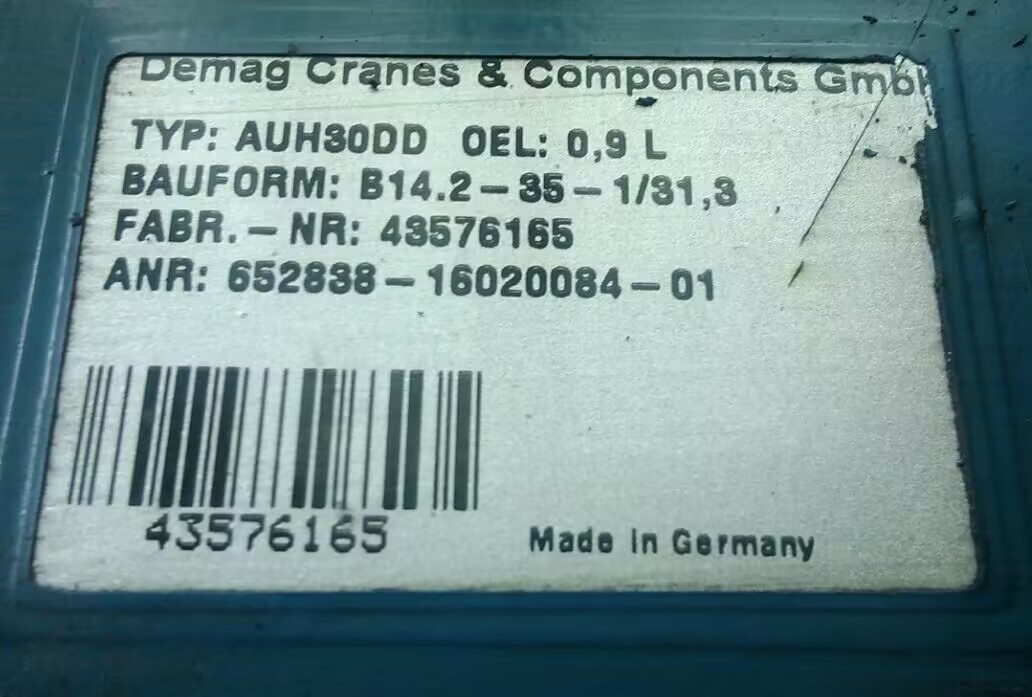 Demag Cranes & Components GmbH
TYP: AUH30DD OEL: 0,9 L
BAUFORM: B14.2-35-1/31,3
FABR.-NR: 43576165
ANR: 652838-16020084-01
43576165
Made in Germany